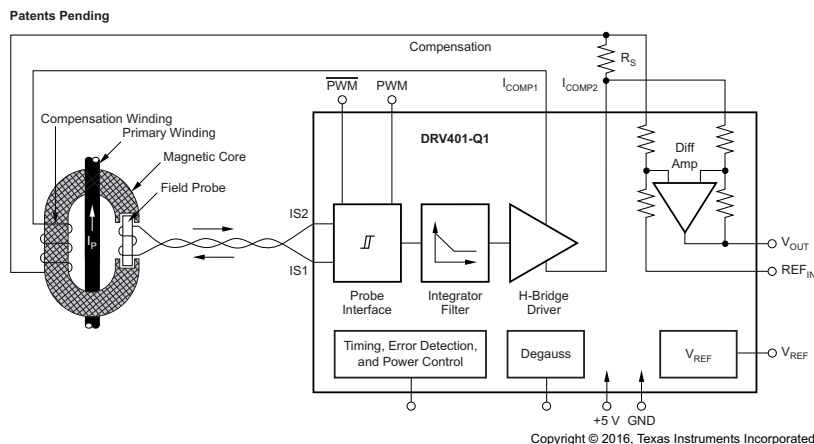 Patents Pending
Compensation
R_S
PWM
PWM
I_COMP1
I_COMP2
Compensation Winding
Primary Winding
Magnetic Core
Field Probe
DRV401-Q1
Diff
Amp
I_P
IS2
IS1
V_OUT
REF_IN
Probe
Interface
Integrator
Filter
H-Bridge
Driver
Timing, Error Detection,
and Power Control
Degauss
V_REF
V_REF
+5 V
GND
Copyright © 2016, Texas Instruments Incorporated